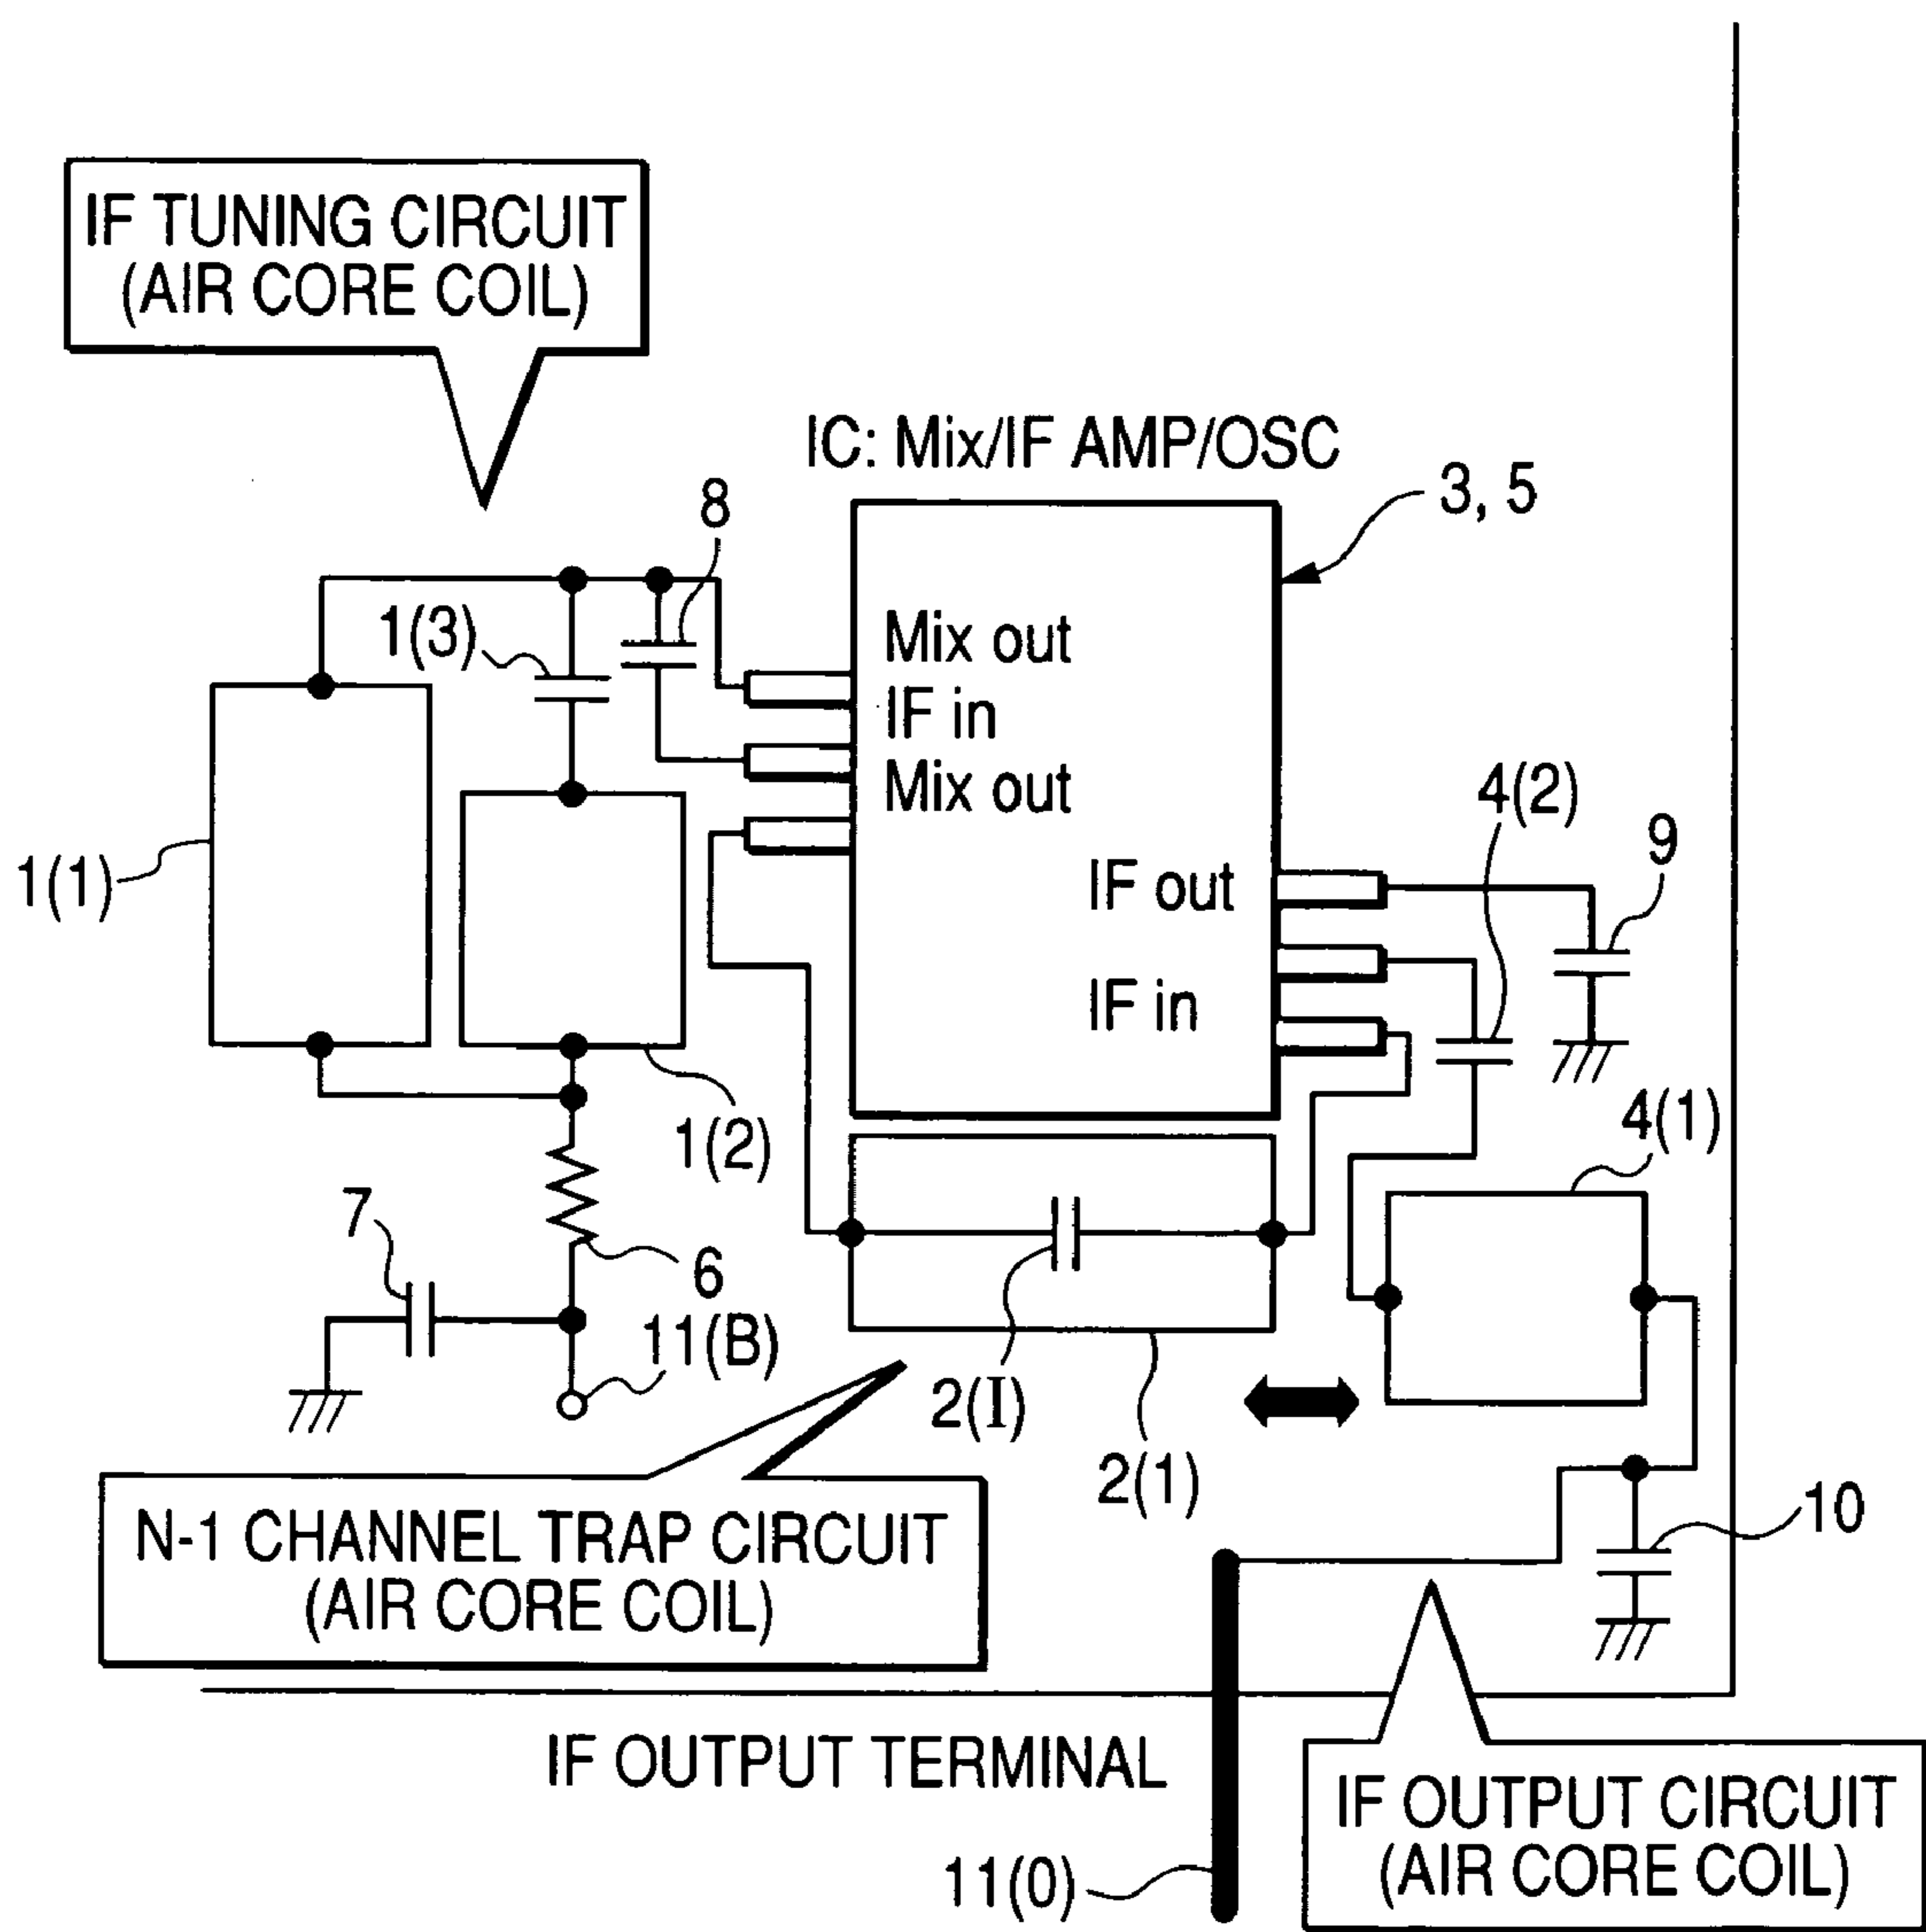 IF TUNING CIRCUIT
(AIR CORE COIL)
IC: Mix/IF AMP/OSC
3, 5
8
1(3)
Mix out
IF in
Mix out
4(2)
9
1(1)
IF out
IF in
1(2)
4(1)
7
6
11(B)
2(I)
2(1)
10
N-1 CHANNEL TRAP CIRCUIT
(AIR CORE COIL)
IF OUTPUT TERMINAL
IF OUTPUT CIRCUIT
(AIR CORE COIL)
11(0)